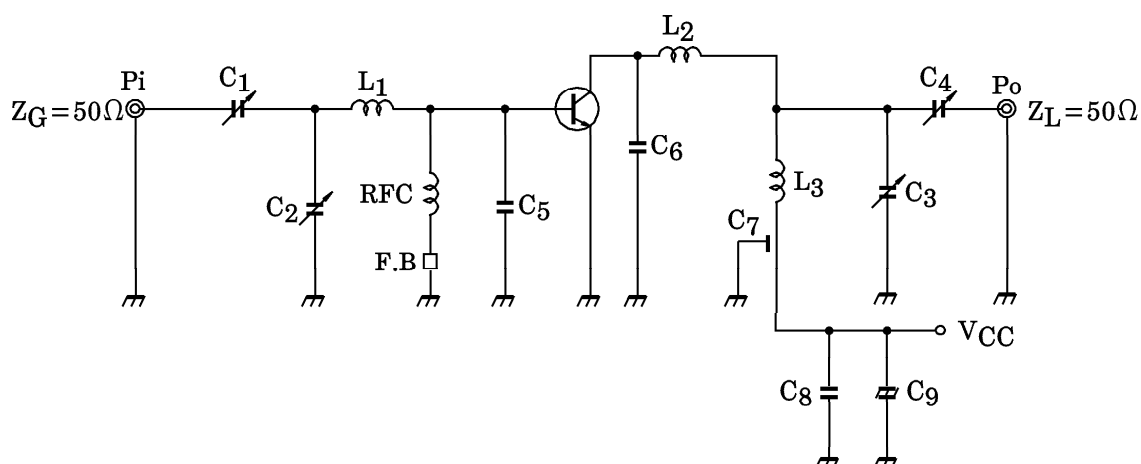 L2
Pi
C1
L1
C4
Po
ZG=50Ω
ZL=50Ω
C6
C2
RFC
C5
L3
C3
C7
F.B
VCC
C8
C9